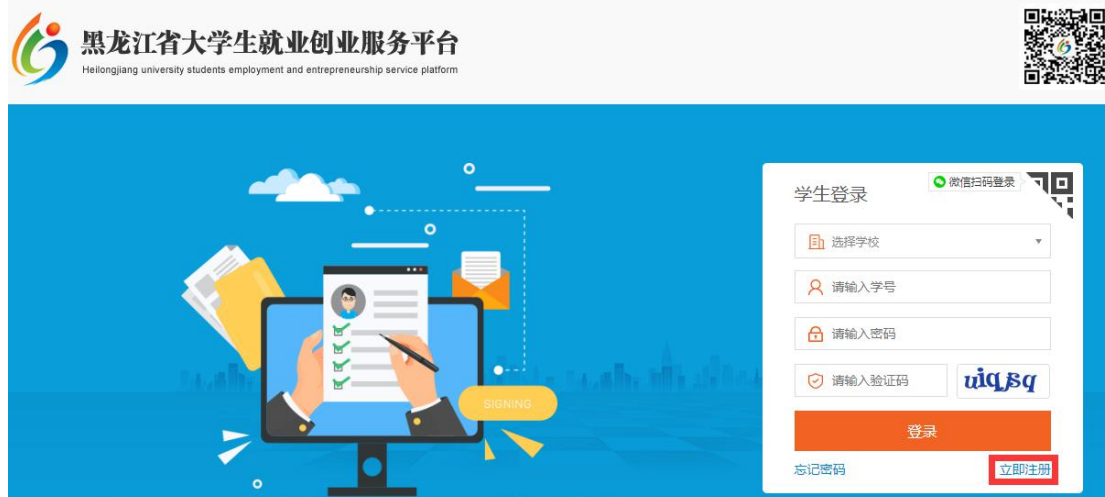 黑龙江省大学生就业创业服务平台
Heilongjiang university students employment and entrepreneurship service platform
微信扫码登录
学生登录
选择学校
请输入学号
请输入密码
请输入验证码
SIGNING
登录
忘记密码
立即注册